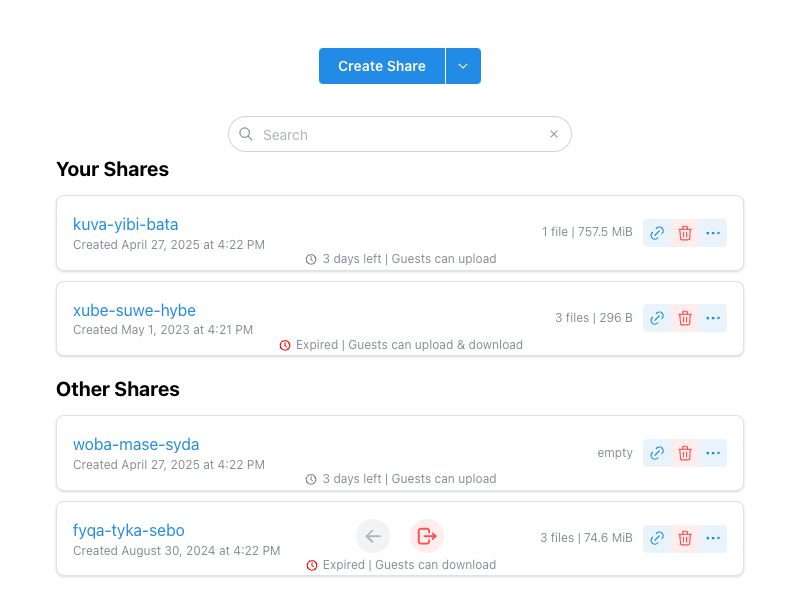 Create Share
Search
Your Shares
kuva-yibi-bata
Created April 27, 2025 at 4:22 PM
1 file | 757.5 MiB
3 days left | Guests can upload
xube-suwe-hybe
Created May 1, 2023 at 4:21 PM
3 files | 296 B
Expired | Guests can upload & download
Other Shares
woba-mase-syda
Created April 27, 2025 at 4:22 PM
empty
3 days left | Guests can upload
fyqa-tyka-sebo
Created August 30, 2024 at 4:22 PM
3 files | 74.6 MiB
Expired | Guests can download